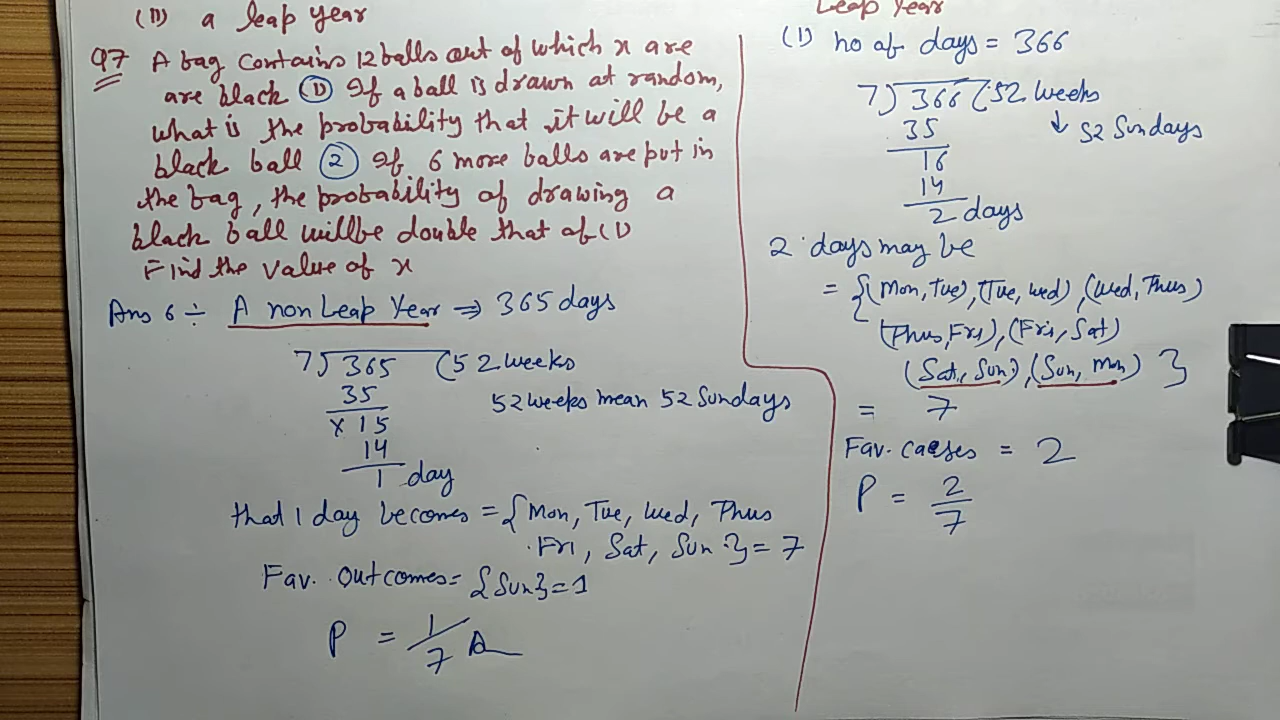 (II) a leap year
Q7 A bag contains 12 balls out of which x are
are black (1) If a ball is drawn at random,
what is the probability that it will be a
black ball (2) If 6 more balls are put in
the bag, the probability of drawing a
black ball will be double that of (1)
Find the value of x
Ans 6 ÷ A non Leap Year ⇒ 365 days
7) 365 (52 weeks
35
x 15
14
1 day
52 weeks mean 52 Sundays
that 1 day becomes = {Mon, Tue, Wed, Thus
Fri, Sat, Sun } = 7
Fav. Outcomes = {Sun} = 1
P = 1/7
Leap Year
(1) no of days = 366
7) 366 (52 weeks
↓ 52 Sundays
35
16
14
2 days
2 days may be
= {(Mon, Tue), (Tue, Wed), (Wed, Thus)
(Thus, Fri), (Fri, Sat)
(Sat, Sun), (Sun, Mon) }
= 7
Fav. cases = 2
P = 2/7